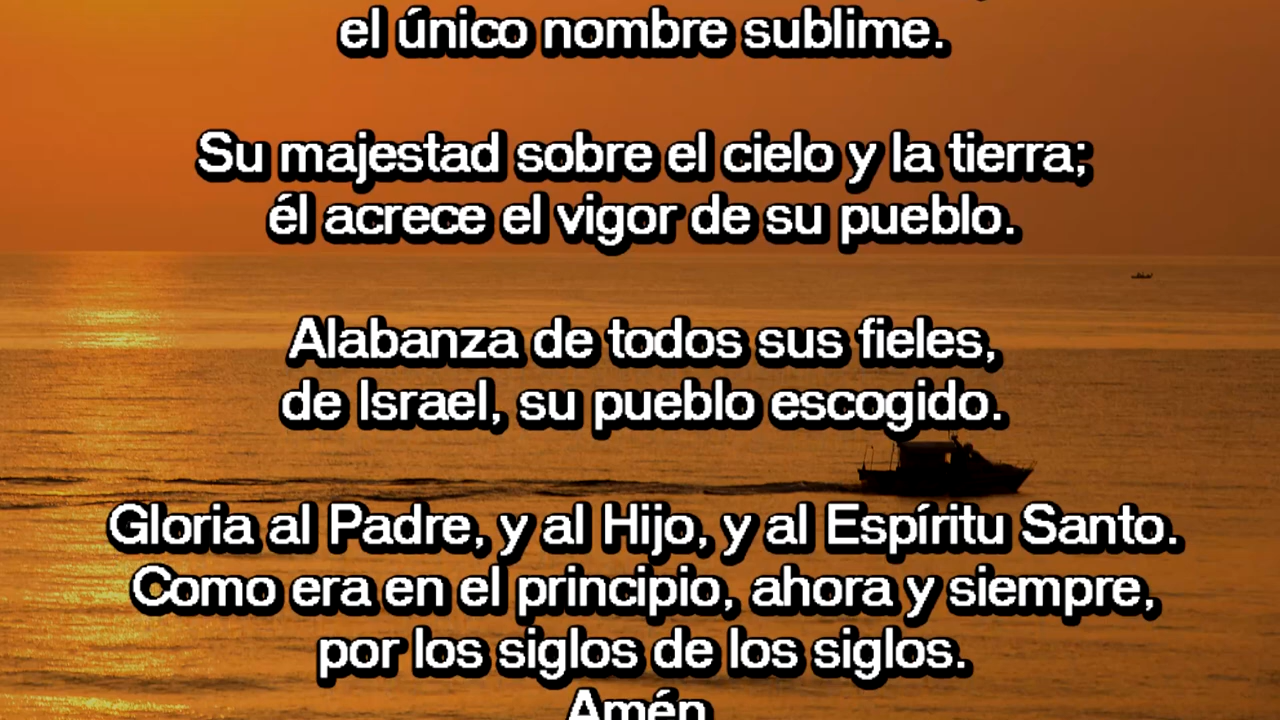 el único nombre sublime.
Su majestad sobre el cielo y la tierra;
él acrece el vigor de su pueblo.
Alabanza de todos sus fieles,
de Israel, su pueblo escogido.
Gloria al Padre, y al Hijo, y al Espíritu Santo.
Como era en el principio, ahora y siempre,
por los siglos de los siglos.
Amén